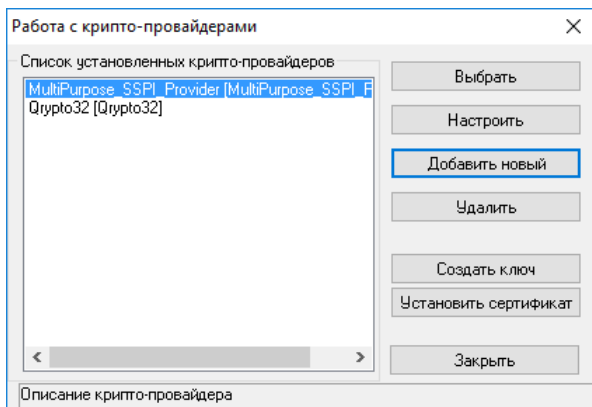 Работа с крипто-провайдерами
Список установленных крипто-провайдеров
MultiPurpose_SSPI_Provider [MultiPurpose_SSPI_F
Qrypto32 [Qrypto32]
Выбрать
Настроить
Добавить новый
Удалить
Создать ключ
Установить сертификат
Закрыть
Описание крипто-провайдера